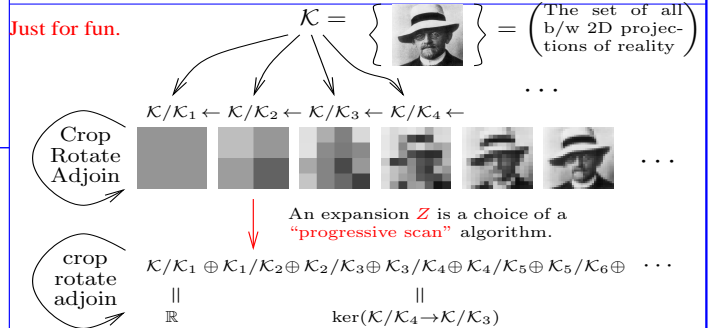 Just for fun.
𝒦 = { } = (The set of all
b/w 2D projec-
tions of reality)
𝒦/𝒦₁ ← 𝒦/𝒦₂ ← 𝒦/𝒦₃ ← 𝒦/𝒦₄ ←
· · ·
Crop
Rotate
Adjoin
· · ·
An expansion Z is a choice of a
“progressive scan” algorithm.
crop
rotate
adjoin
𝒦/𝒦₁ ⊕ 𝒦₁/𝒦₂ ⊕ 𝒦₂/𝒦₃ ⊕ 𝒦₃/𝒦₄ ⊕ 𝒦₄/𝒦₅ ⊕ 𝒦₅/𝒦₆ ⊕ · · ·
|| ||
ℝ ker(𝒦/𝒦₄→𝒦/𝒦₃)